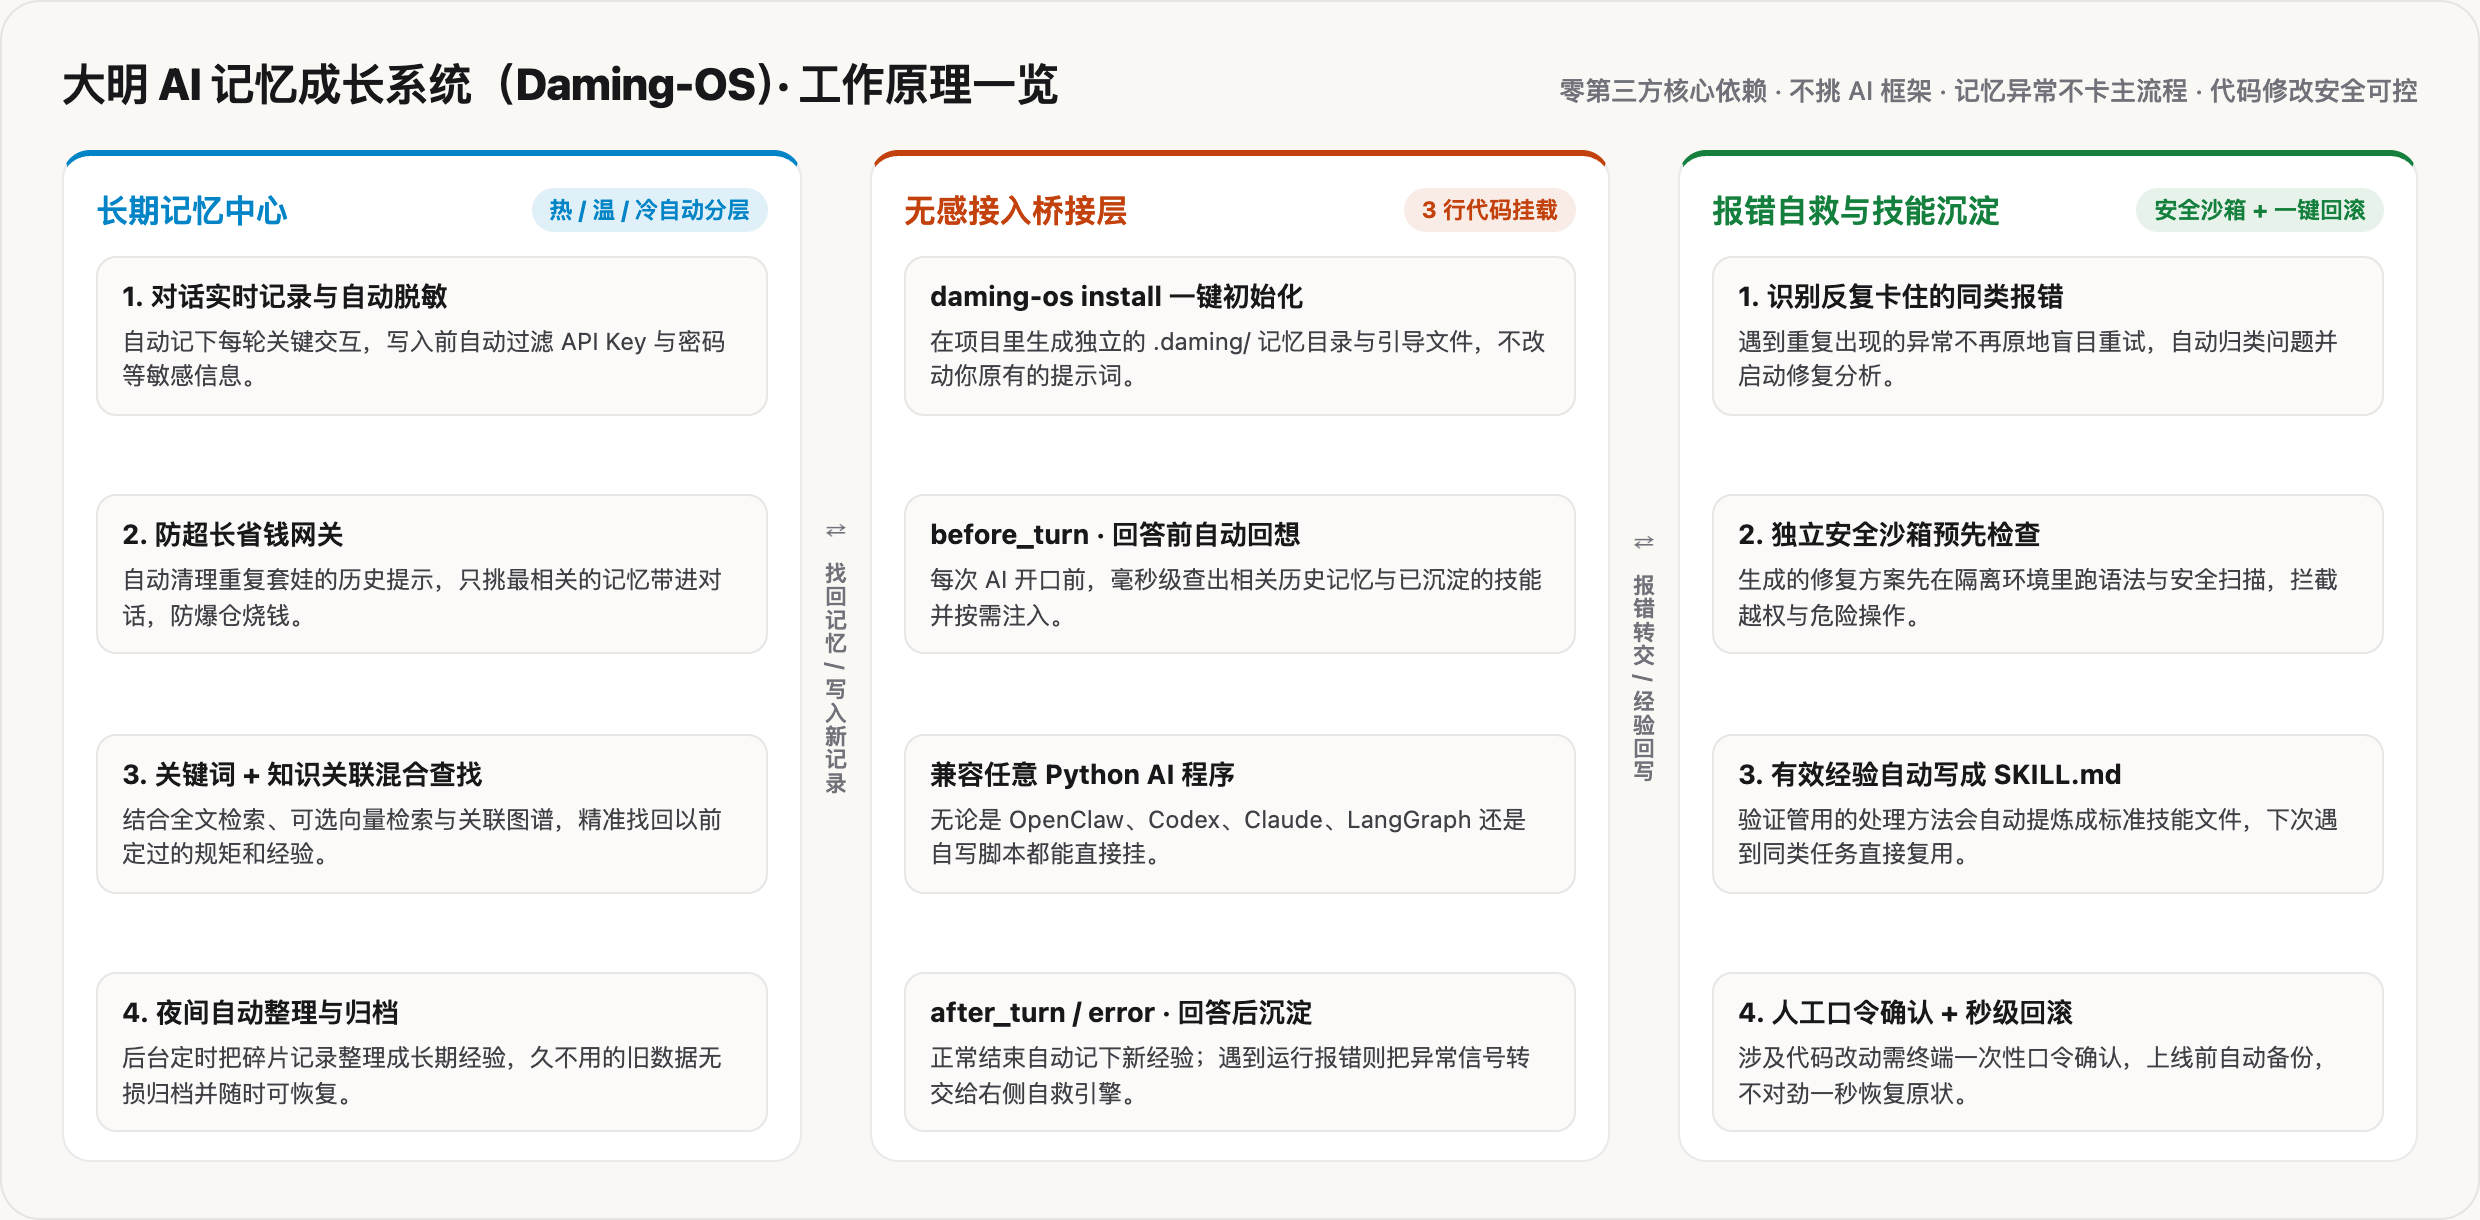 大明 AI 记忆成长系统（Daming-OS）· 工作原理一览
零第三方核心依赖 · 不挑 AI 框架 · 记忆异常不卡主流程 · 代码修改安全可控
长期记忆中心
热 / 温 / 冷自动分层
1. 对话实时记录与自动脱敏
自动记下每轮关键交互，写入前自动过滤 API Key 与密码
等敏感信息。
2. 防超长省钱网关
自动清理重复套娃的历史提示，只挑最相关的记忆带进对
话，防爆仓烧钱。
3. 关键词 + 知识关联混合查找
结合全文检索、可选向量检索与关联图谱，精准找回以前
定过的规矩和经验。
4. 夜间自动整理与归档
后台定时把碎片记录整理成长期经验，久不用的旧数据无
损归档并随时可恢复。
⇄ 找回记忆 / 写入新记录
无感接入桥接层
3 行代码挂载
daming-os install 一键初始化
在项目里生成独立的 .daming/ 记忆目录与引导文件，不改
动你原有的提示词。
before_turn · 回答前自动回想
每次 AI 开口前，毫秒级查出相关历史记忆与已沉淀的技能
并按需注入。
兼容任意 Python AI 程序
无论是 OpenClaw、Codex、Claude、LangGraph 还是
自写脚本都能直接挂。
after_turn / error · 回答后沉淀
正常结束自动记下新经验；遇到运行报错则把异常信号转
交给右侧自救引擎。
⇄ 报错转交 / 经验回写
报错自救与技能沉淀
安全沙箱 + 一键回滚
1. 识别反复卡住的同类报错
遇到重复出现的异常不再原地盲目重试，自动归类问题并
启动修复分析。
2. 独立安全沙箱预先检查
生成的修复方案先在隔离环境里跑语法与安全扫描，拦截
越权与危险操作。
3. 有效经验自动写成 SKILL.md
验证管用的处理方法会自动提炼成标准技能文件，下次遇
到同类任务直接复用。
4. 人工口令确认 + 秒级回滚
涉及代码改动需终端一次性口令确认，上线前自动备份，
不对劲一秒恢复原状。